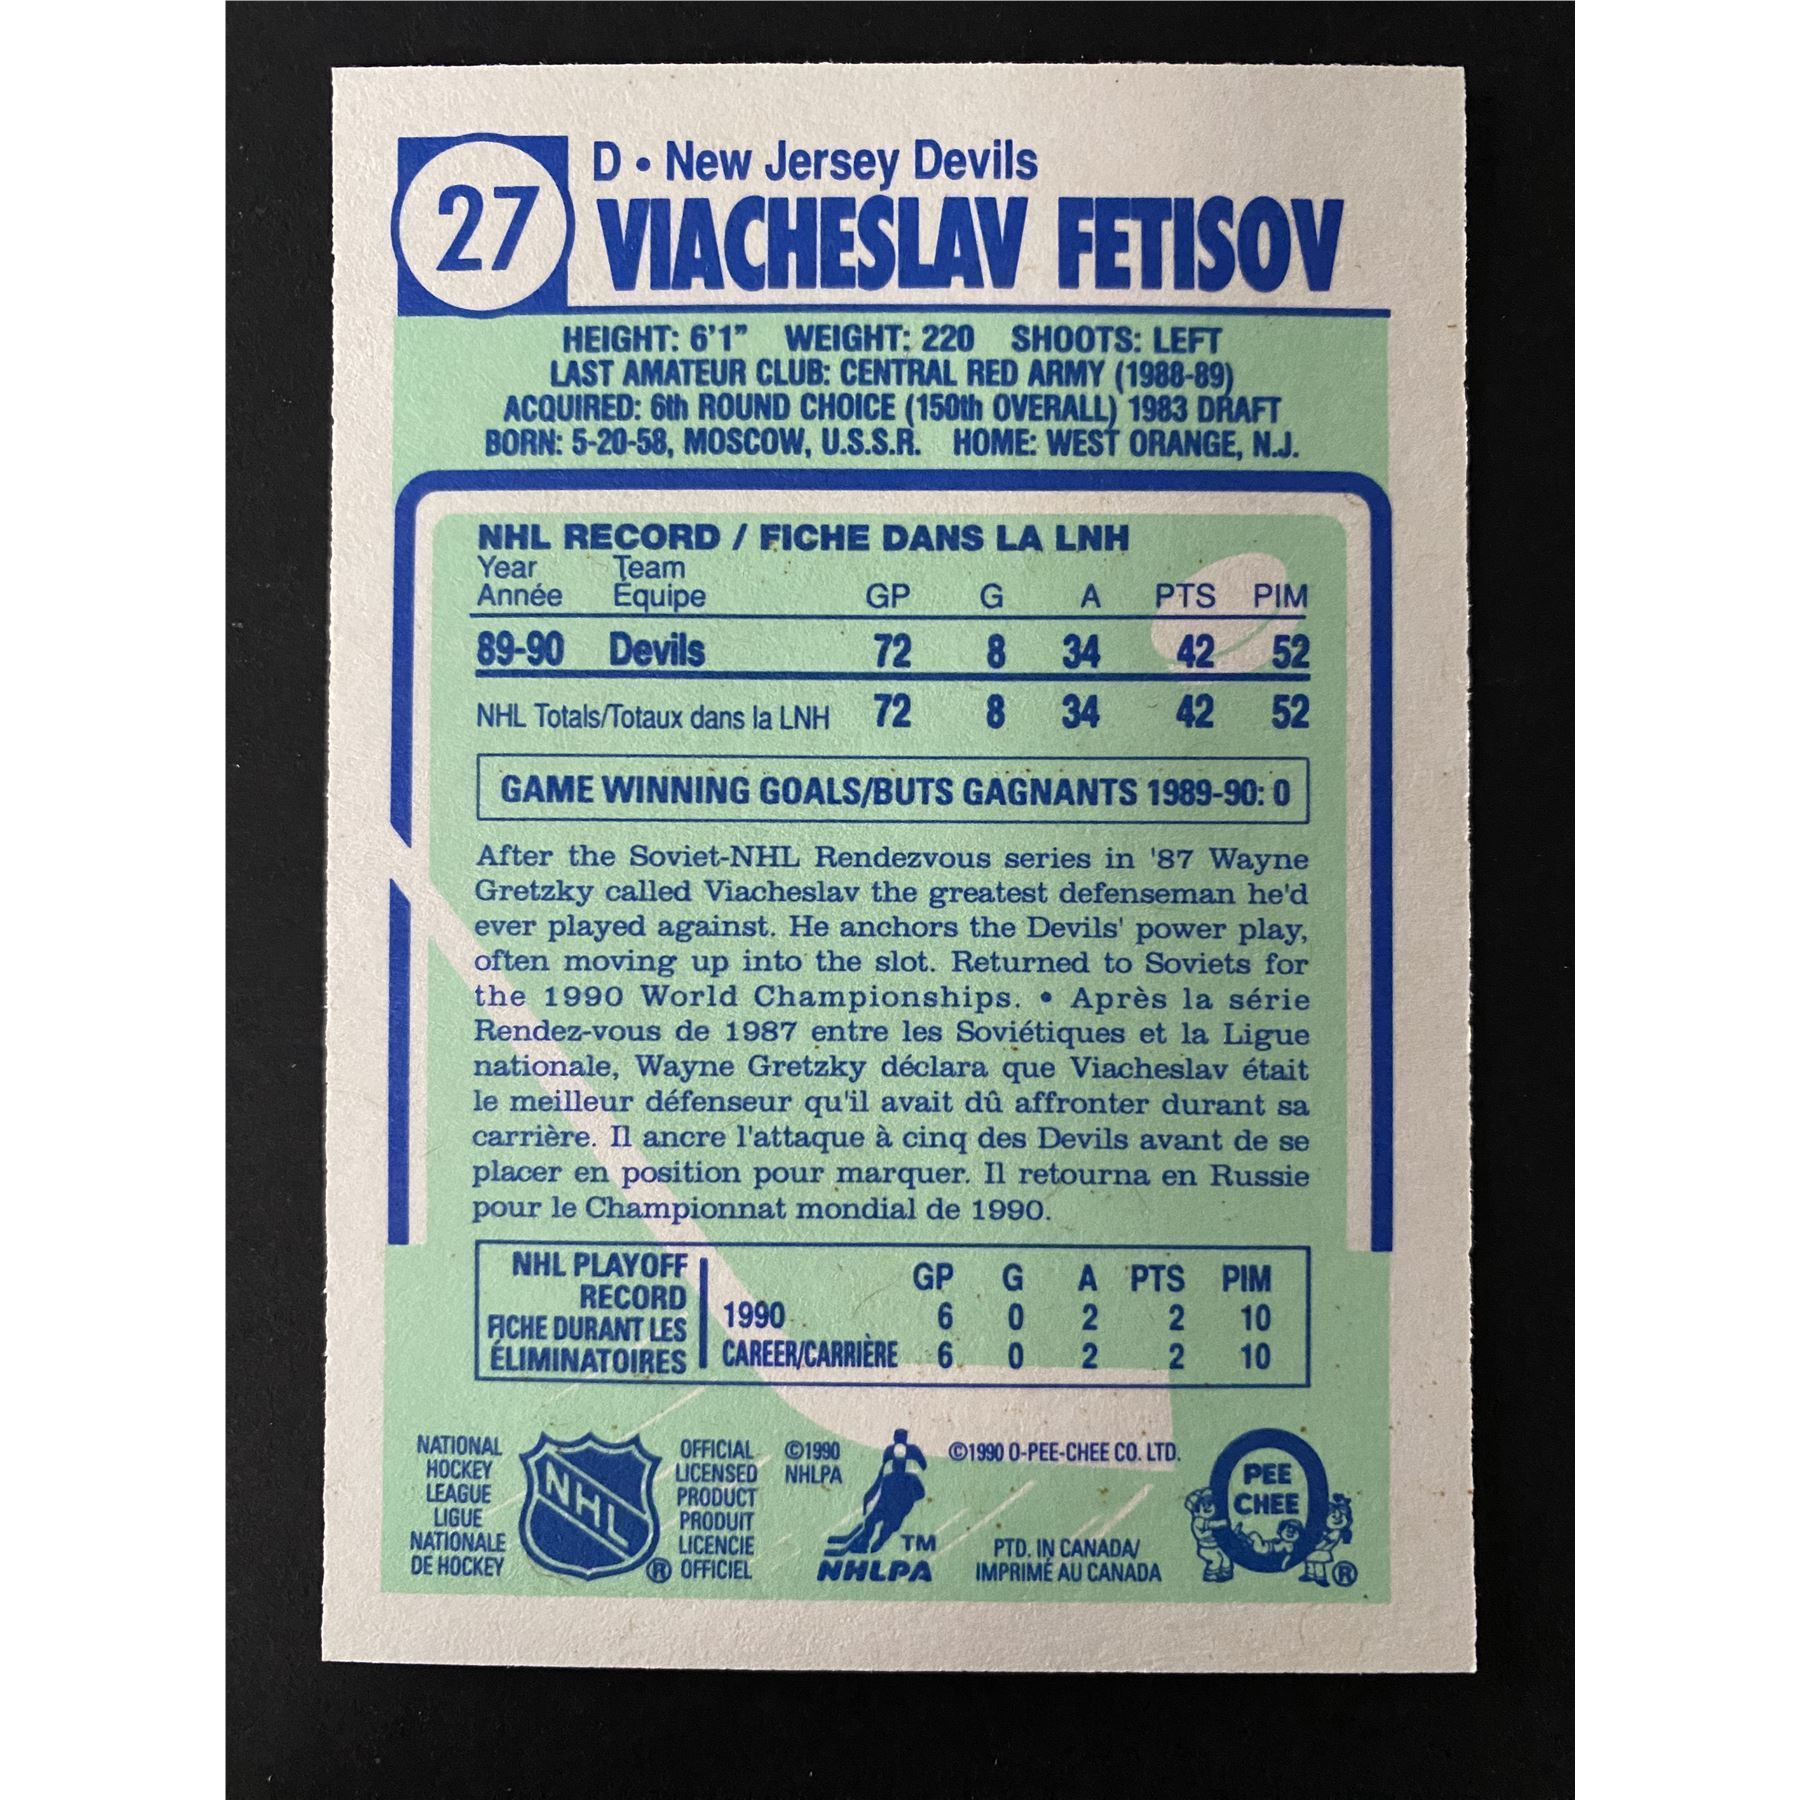 27
D • New Jersey Devils
VIACHESLAV FETISOV
HEIGHT: 6'1" WEIGHT: 220 SHOOTS: LEFT
LAST AMATEUR CLUB: CENTRAL RED ARMY (1988-89)
ACQUIRED: 6th ROUND CHOICE (150th OVERALL) 1983 DRAFT
BORN: 5-20-58, MOSCOW, U.S.S.R. HOME: WEST ORANGE, N.J.
NHL RECORD / FICHE DANS LA LNH
Year Team
Année Équipe GP G A PTS PIM
89-90 Devils 72 8 34 42 52
NHL Totals/Totaux dans la LNH 72 8 34 42 52
GAME WINNING GOALS/BUTS GAGNANTS 1989-90: 0
After the Soviet-NHL Rendezvous series in '87 Wayne
Gretzky called Viacheslav the greatest defenseman he'd
ever played against. He anchors the Devils' power play,
often moving up into the slot. Returned to Soviets for
the 1990 World Championships. • Après la série
Rendez-vous de 1987 entre les Soviétiques et la Ligue
nationale, Wayne Gretzky déclara que Viacheslav était
le meilleur défenseur qu'il avait dû affronter durant sa
carrière. Il ancre l'attaque à cinq des Devils avant de se
placer en position pour marquer. Il retourna en Russie
pour le Championnat mondial de 1990.
NHL PLAYOFF
RECORD
FICHE DURANT LES
ÉLIMINATOIRES
GP G A PTS PIM
1990 6 0 2 2 10
CAREER/CARRIÈRE 6 0 2 2 10
NATIONAL
HOCKEY
LEAGUE
LIGUE
NATIONALE
DE HOCKEY
NHL
®
OFFICIAL
LICENSED
PRODUCT
PRODUIT
LICENCIE
OFFICIEL
©1990
NHLPA
TM
NHLPA
©1990 O-PEE-CHEE CO. LTD.
PTD. IN CANADA/
IMPRIMÉ AU CANADA
PEE
CHEE
®